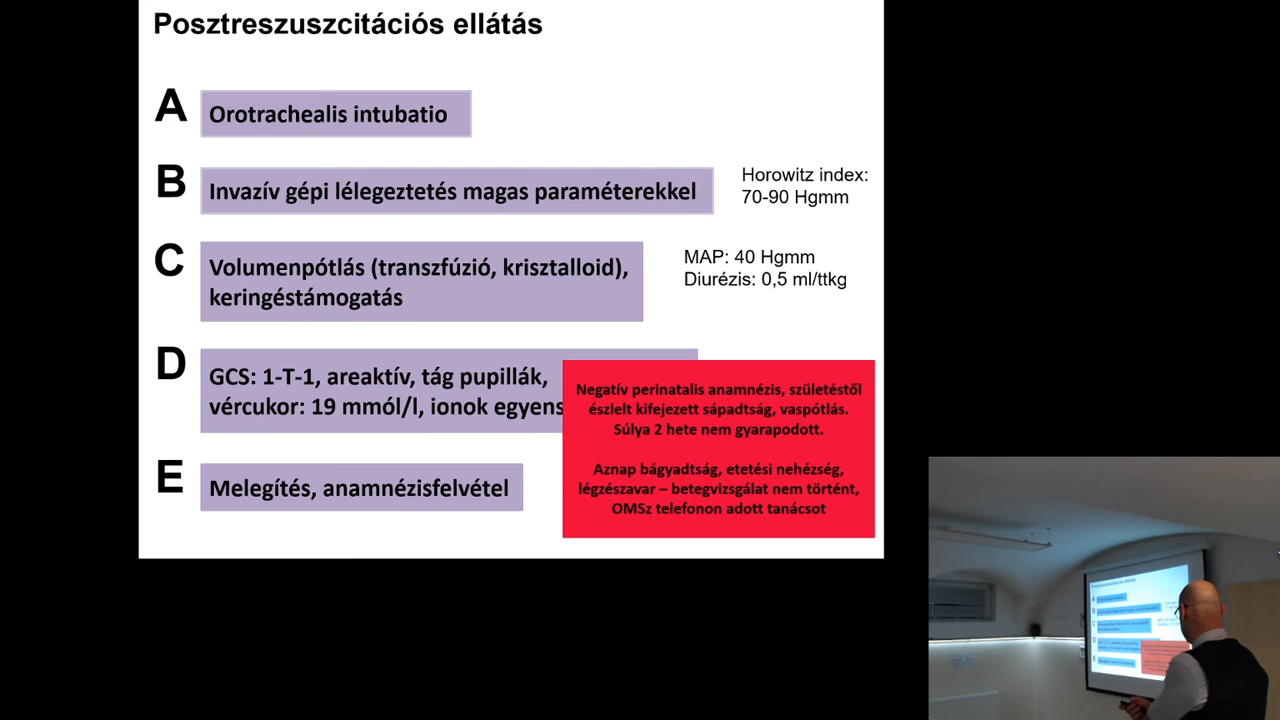 Posztreszuszcitációs ellátás
A
Orotrachealis intubatio
B
Invazív gépi lélegeztetés magas paraméterekkel
Horowitz index:
70-90 Hgmm
C
Volumenpótlás (transzfúzió, krisztalloid),
keringéstámogatás
MAP: 40 Hgmm
Diurézis: 0,5 ml/ttkg
D
GCS: 1-T-1, areaktív, tág pupillák,
vércukor: 19 mmól/l, ionok egyens
E
Melegítés, anamnézisfelvétel
Negatív perinatalis anamnézis, születéstől
észlelt kifejezett sápadtság, vaspótlás.
Súlya 2 hete nem gyarapodott.
Aznap bágyadtság, etetési nehézség,
légzészavar – betegvizsgálat nem történt,
OMSz telefonon adott tanácsot